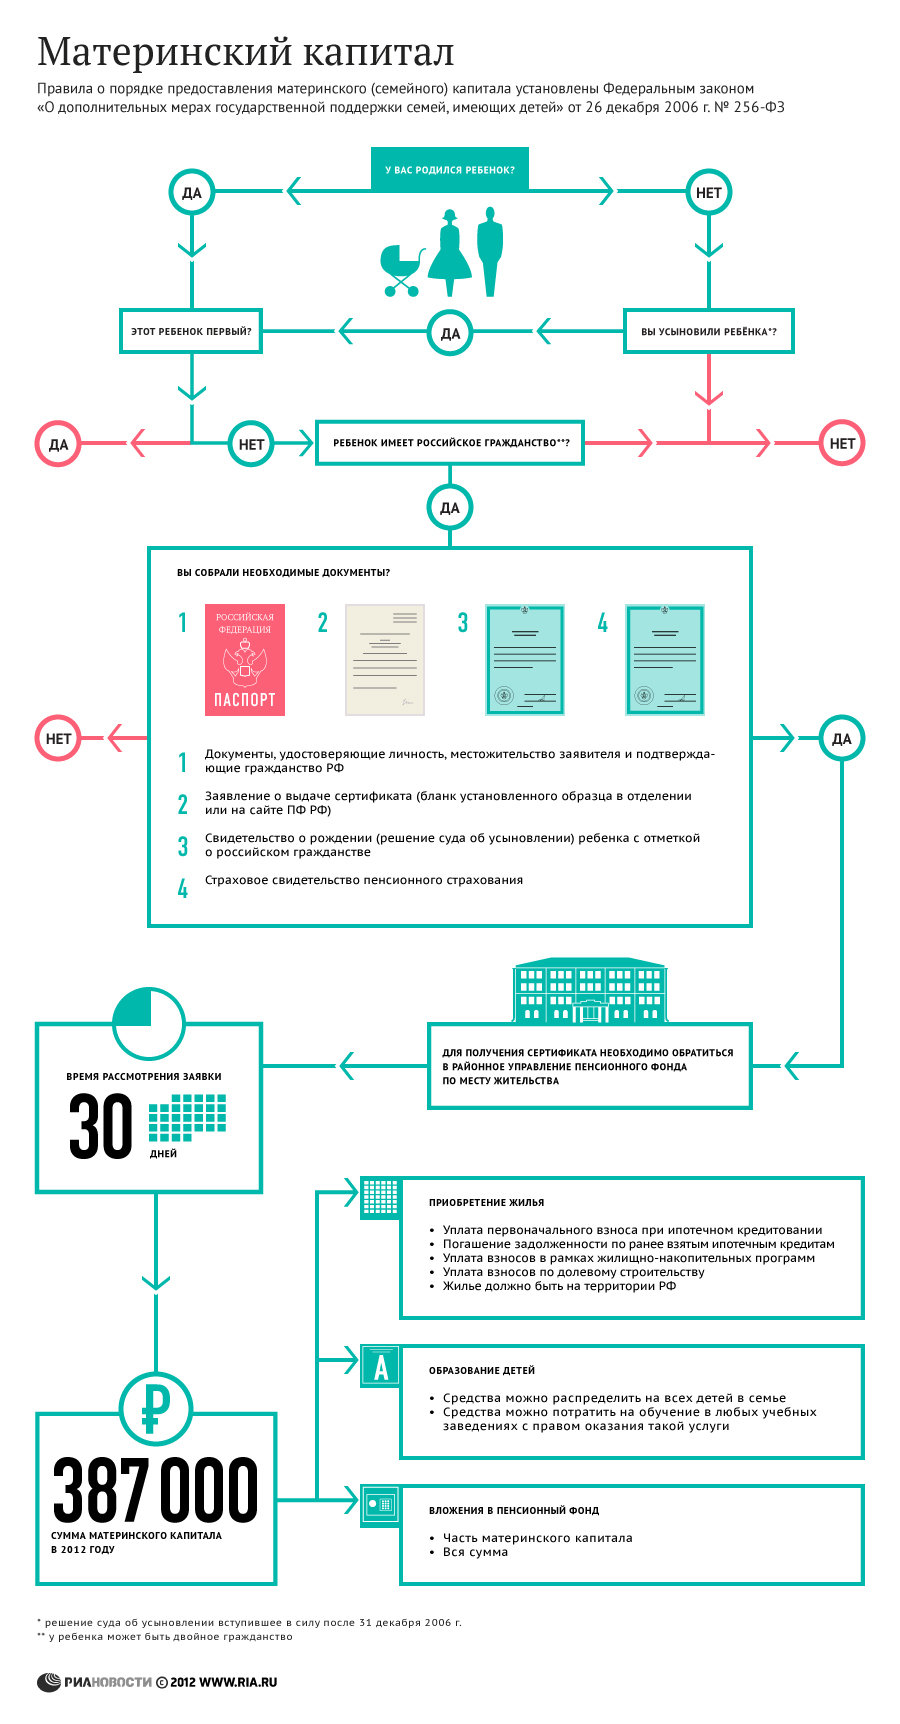 Материнский капитал
Правила о порядке предоставления материнского (семейного) капитала установлены Федеральным законом
«О дополнительных мерах государственной поддержки семей, имеющих детей» от 26 декабря 2006 г. № 256-ФЗ
У ВАС РОДИЛСЯ РЕБЕНОК?
ДА
НЕТ
ЭТОТ РЕБЕНОК ПЕРВЫЙ?
ДА
ВЫ УСЫНОВИЛИ РЕБЁНКА*?
ДА
НЕТ
РЕБЕНОК ИМЕЕТ РОССИЙСКОЕ ГРАЖДАНСТВО**?
НЕТ
ДА
ВЫ СОБРАЛИ НЕОБХОДИМЫЕ ДОКУМЕНТЫ?
1
РОССИЙСКАЯ
ФЕДЕРАЦИЯ
ПАСПОРТ
2
3
4
НЕТ
ДА
1 Документы, удостоверяющие личность, местожительство заявителя и подтвержда-
ющие гражданство РФ
2 Заявление о выдаче сертификата (бланк установленного образца в отделении
или на сайте ПФ РФ)
3 Свидетельство о рождении (решение суда об усыновлении) ребенка с отметкой
о российском гражданстве
4 Страховое свидетельство пенсионного страхования
ДЛЯ ПОЛУЧЕНИЯ СЕРТИФИКАТА НЕОБХОДИМО ОБРАТИТЬСЯ
В РАЙОННОЕ УПРАВЛЕНИЕ ПЕНСИОННОГО ФОНДА
ПО МЕСТУ ЖИТЕЛЬСТВА
ВРЕМЯ РАССМОТРЕНИЯ ЗАЯВКИ
30
ДНЕЙ
ПРИОБРЕТЕНИЕ ЖИЛЬЯ
• Уплата первоначального взноса при ипотечном кредитовании
• Погашение задолженности по ранее взятым ипотечным кредитам
• Уплата взносов в рамках жилищно-накопительных программ
• Уплата взносов по долевому строительству
• Жилье должно быть на территории РФ
А
ОБРАЗОВАНИЕ ДЕТЕЙ
• Средства можно распределить на всех детей в семье
• Средства можно потратить на обучение в любых учебных
заведениях с правом оказания такой услуги
₽
387 000
СУММА МАТЕРИНСКОГО КАПИТАЛА
В 2012 ГОДУ
ВЛОЖЕНИЯ В ПЕНСИОННЫЙ ФОНД
• Часть материнского капитала
• Вся сумма
* решение суда об усыновлении вступившее в силу после 31 декабря 2006 г.
** у ребенка может быть двойное гражданство
РИАНОВОСТИ © 2012 WWW.RIA.RU